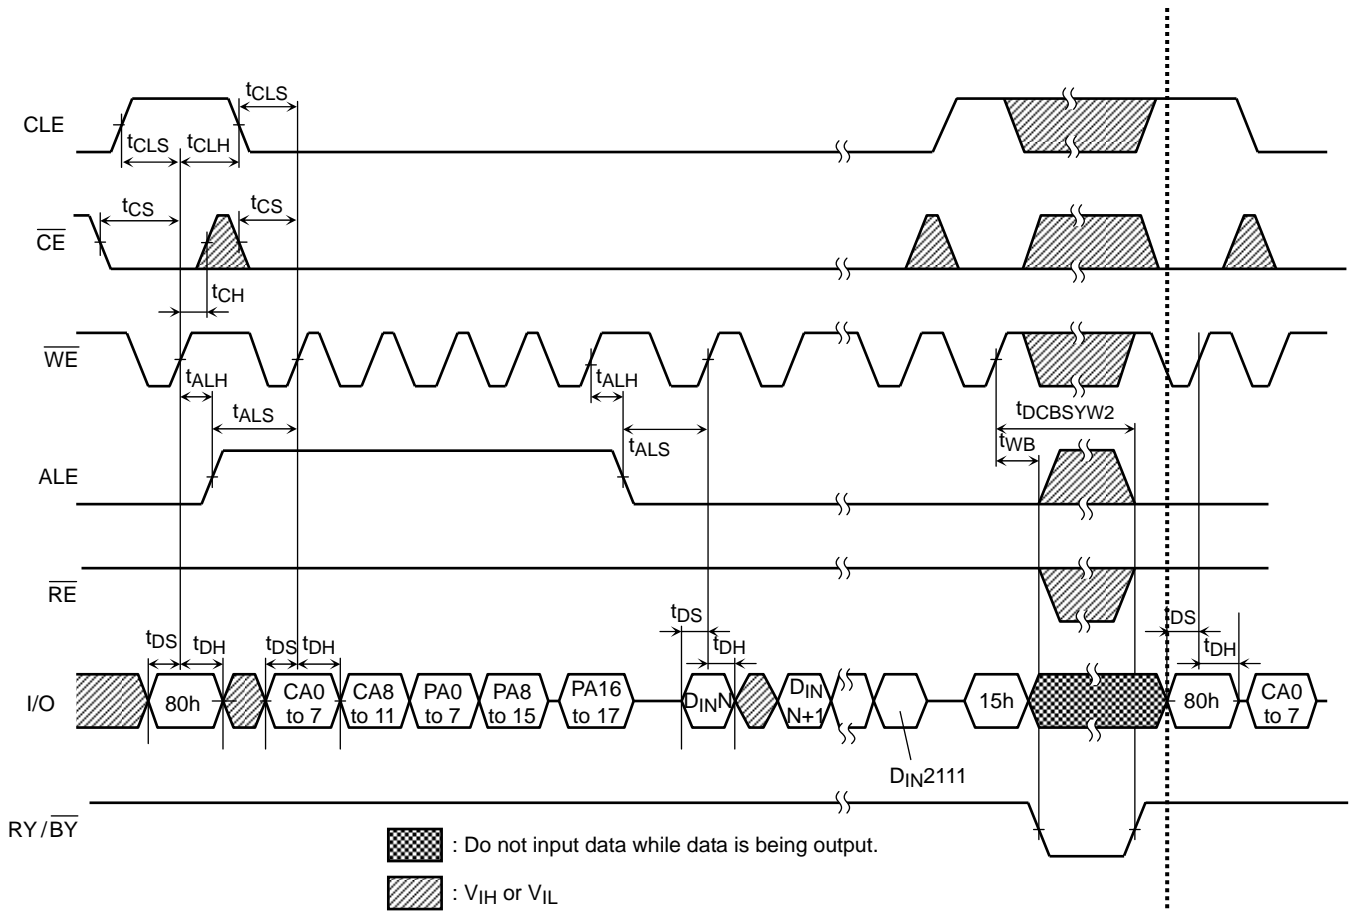 CLE
tCLS
tCLS
tCLH
CE
tCS
tCS
tCH
WE
tALH
tALS
tALH
tALS
tDCBSYW2
tWB
ALE
RE
I/O
tDS
tDH
tDS
tDH
tDS
tDH
DS
tDH
80h
CA0
to 7
CA8
to 11
PA0
to 7
PA8
to 15
PA16
to 17
DINN
DIN
N+1
DIN2111
15h
80h
CA0
to 7
RY/BY
: Do not input data while data is being output.
: VIH or VIL